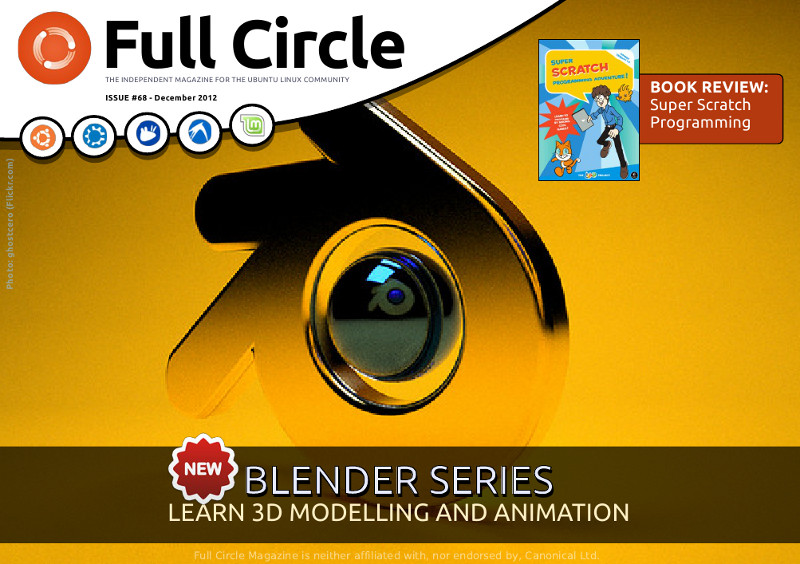 Full Circle
THE INDEPENDENT MAGAZINE FOR THE UBUNTU LINUX COMMUNITY
ISSUE #68 - December 2012
SUPER
SCRATCH
PROGRAMMING ADVENTURE!
BOOK REVIEW:
Super Scratch
Programming
Photo: ghostzero (Flickr.com)
NEW
BLENDER SERIES
LEARN 3D MODELLING AND ANIMATION
Full Circle Magazine is neither affiliated with, nor endorsed by, Canonical Ltd.